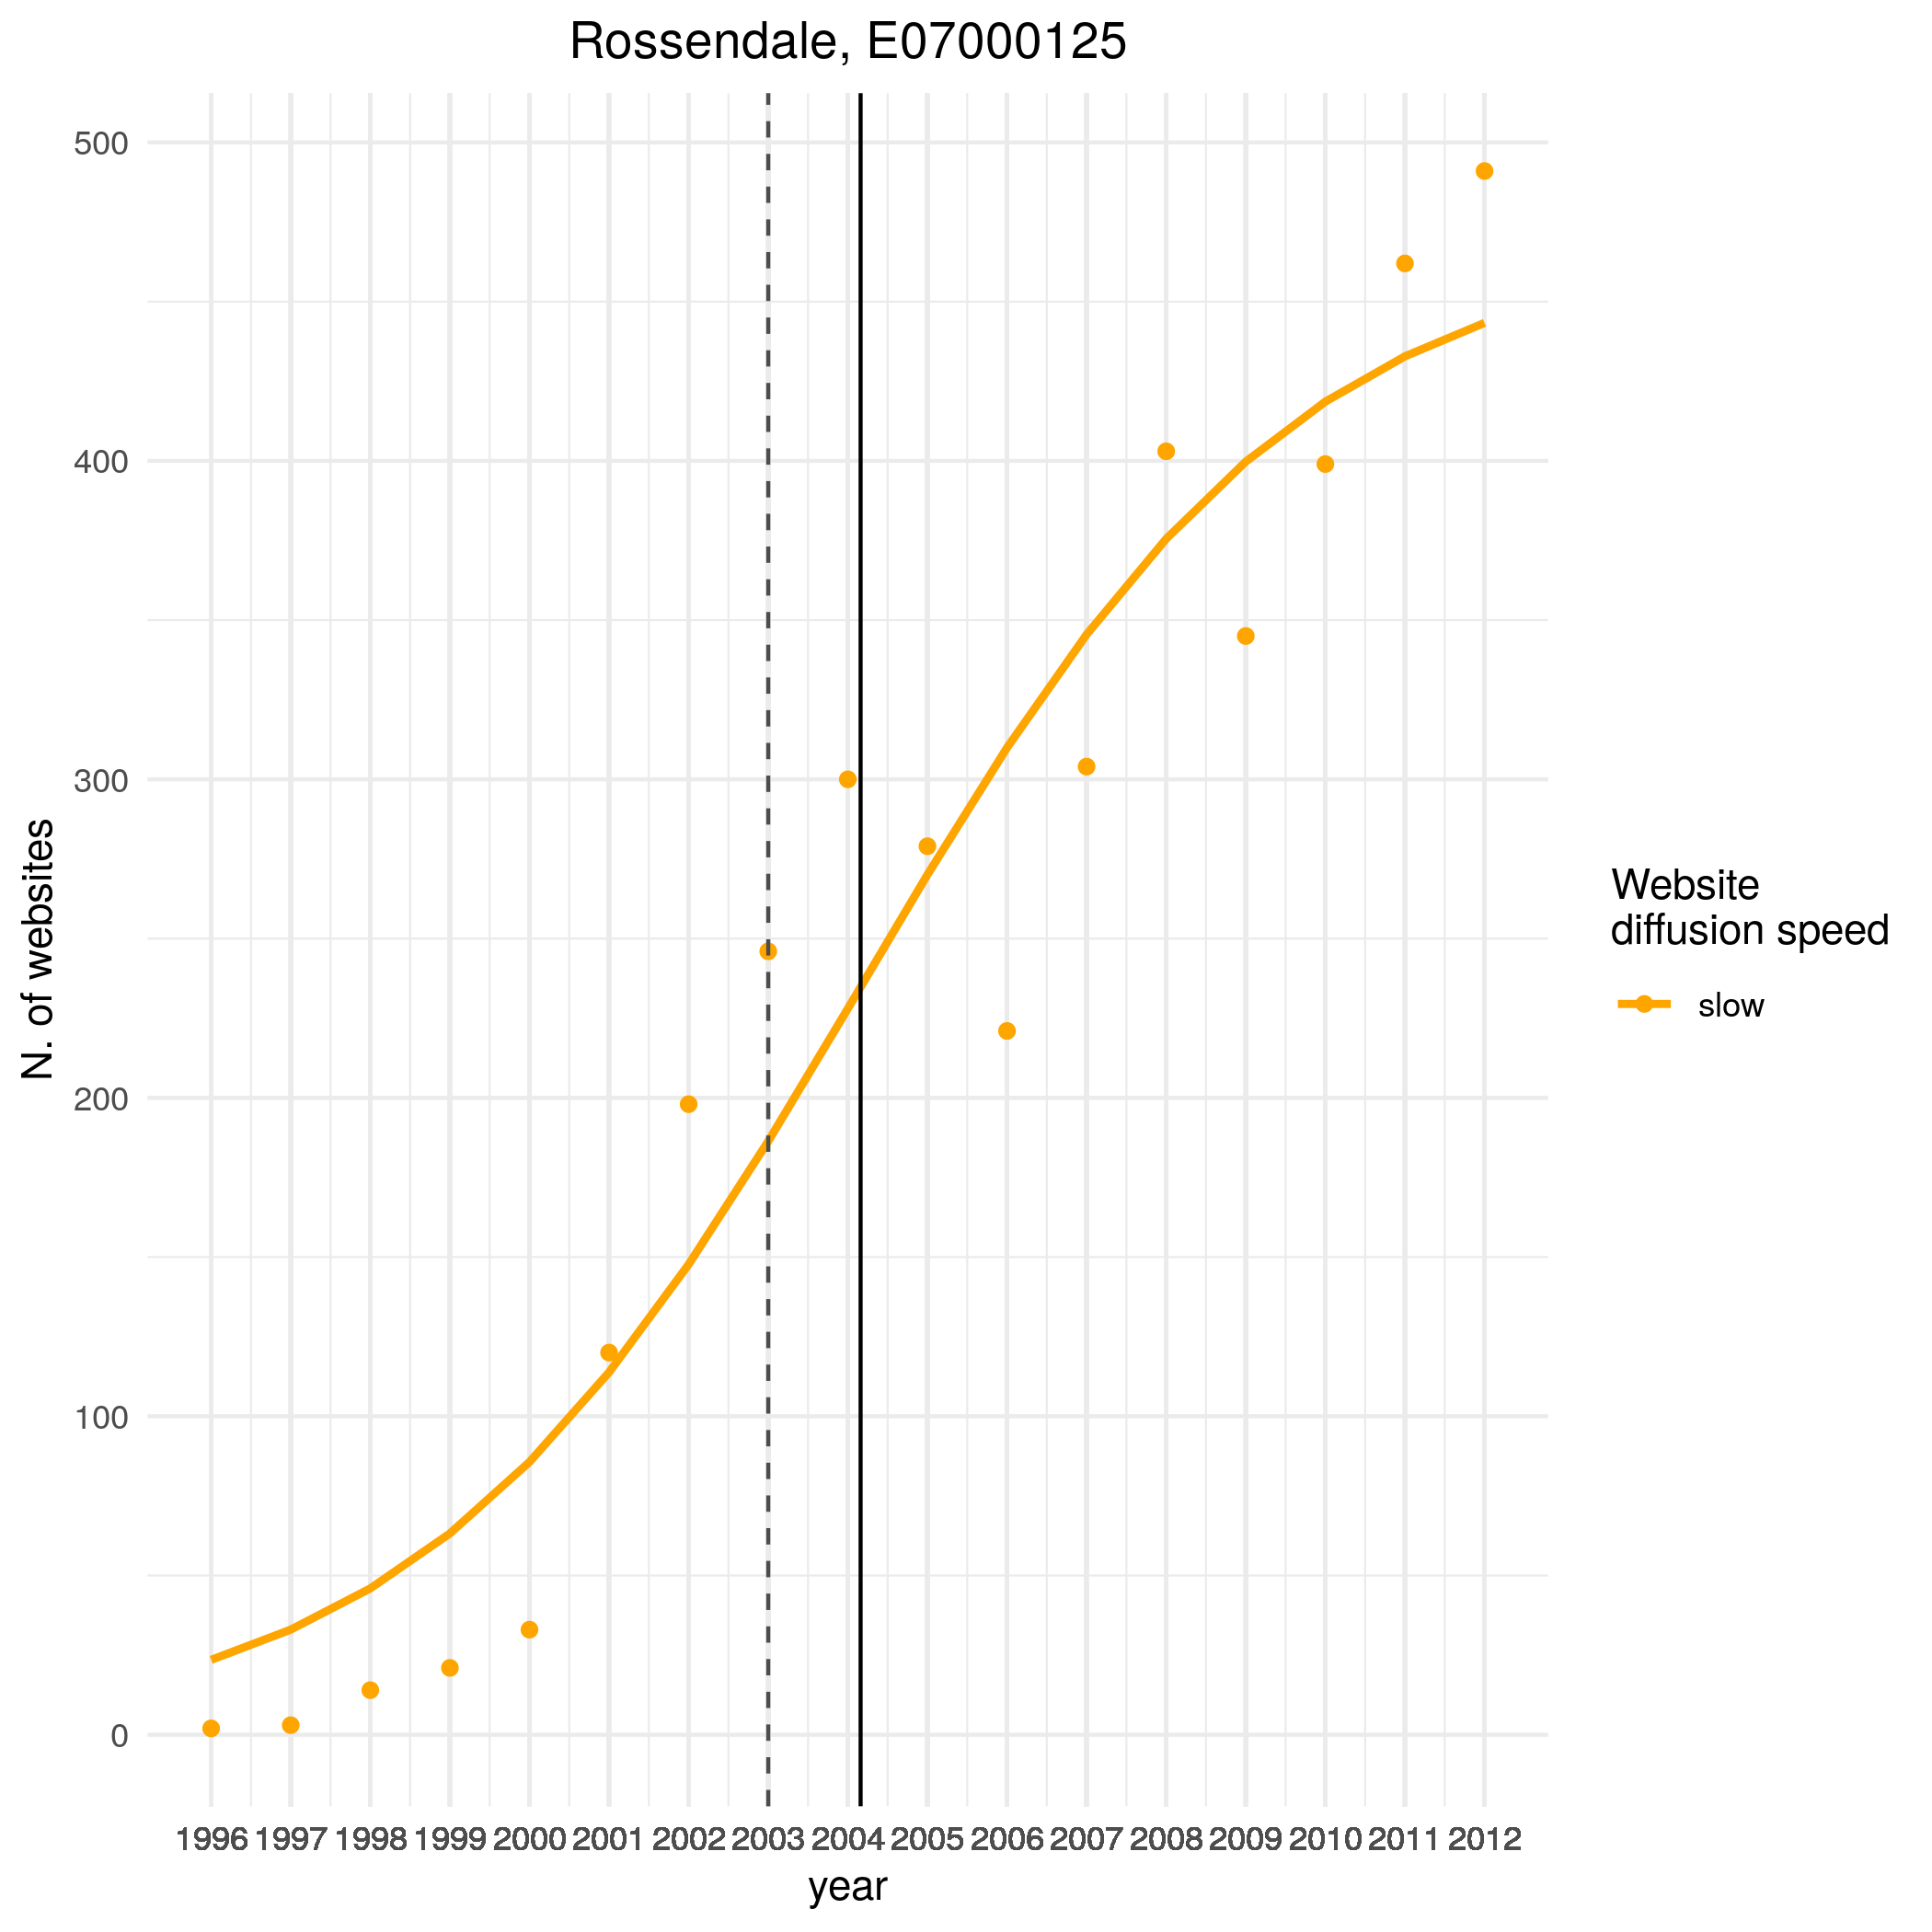 Rossendale, E07000125
500
400
300
200
100
0
N. of websites
1996 1997 1998 1999 2000 2001 2002 2003 2004 2005 2006 2007 2008 2009 2010 2011 2012
year
Website
diffusion speed
slow